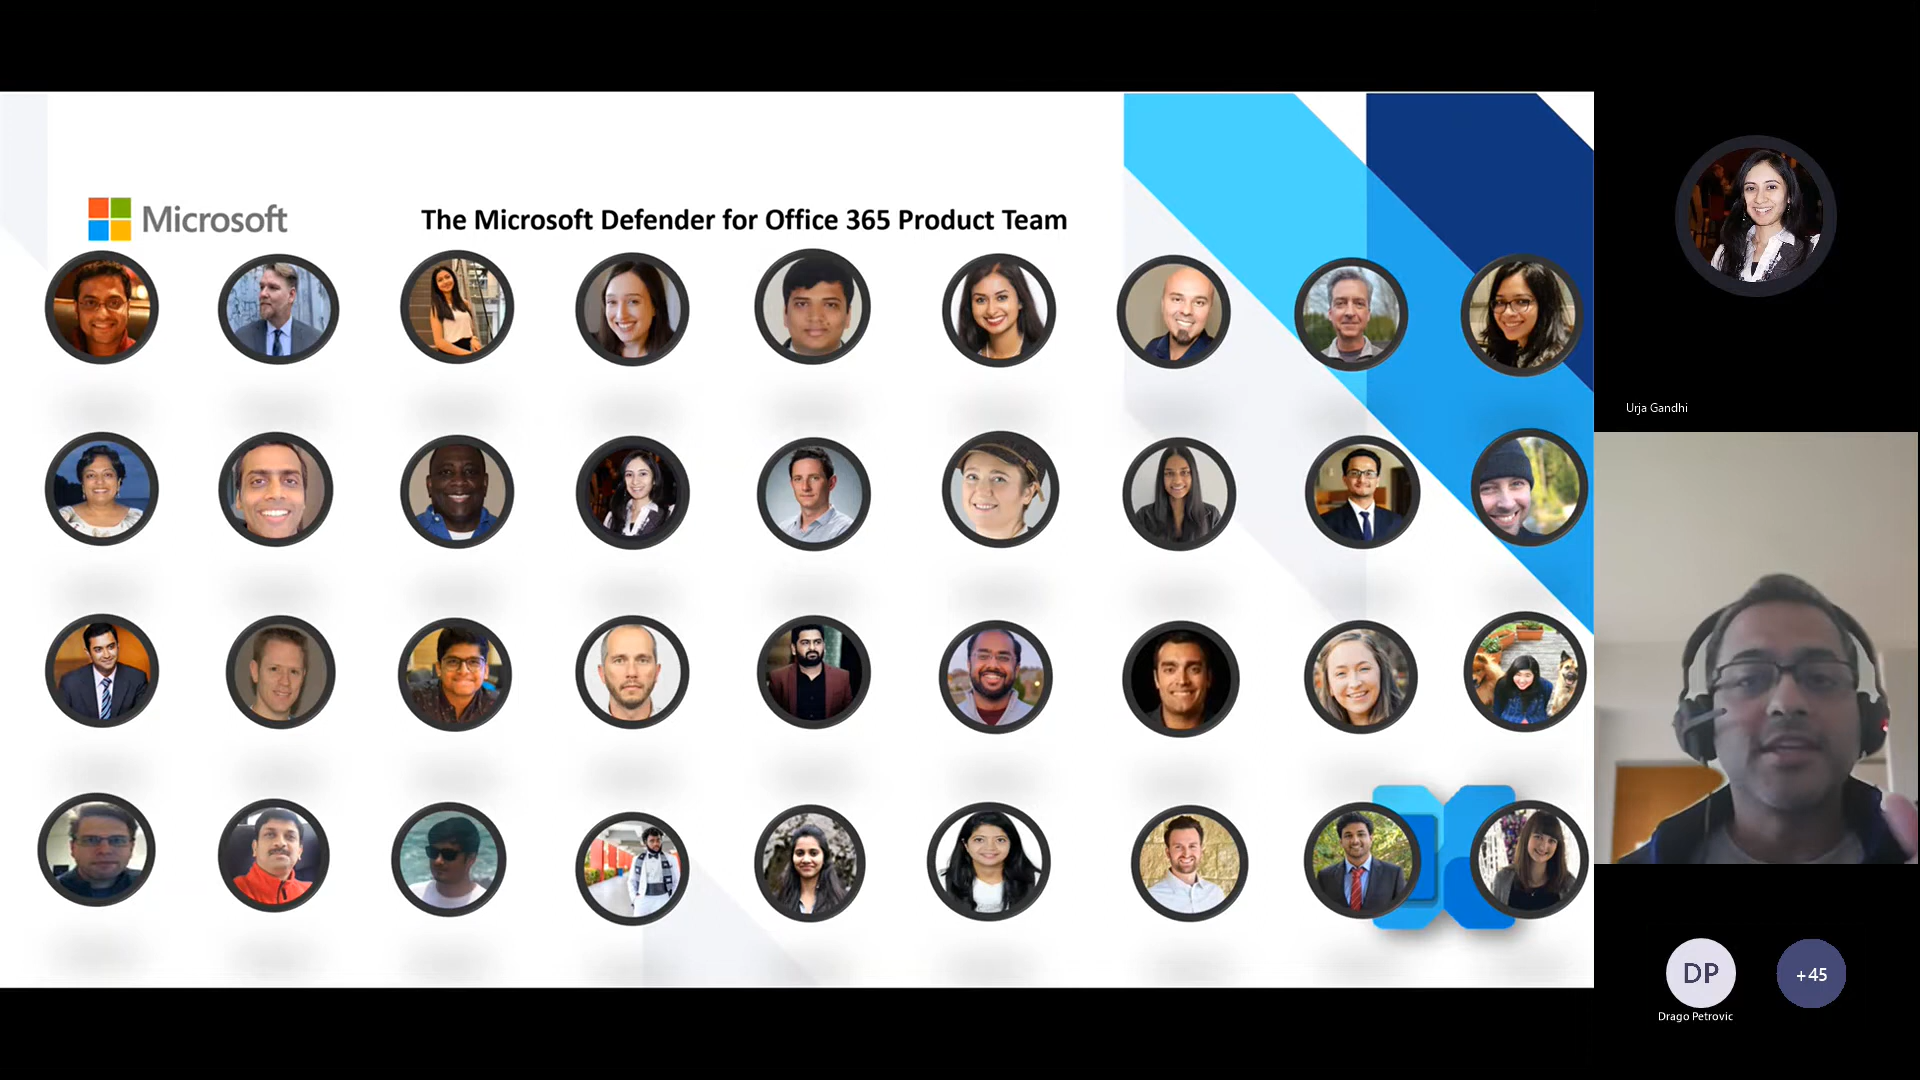 Microsoft
The Microsoft Defender for Office 365 Product Team
Urja Gandhi
DP
+45
Drago Petrovic